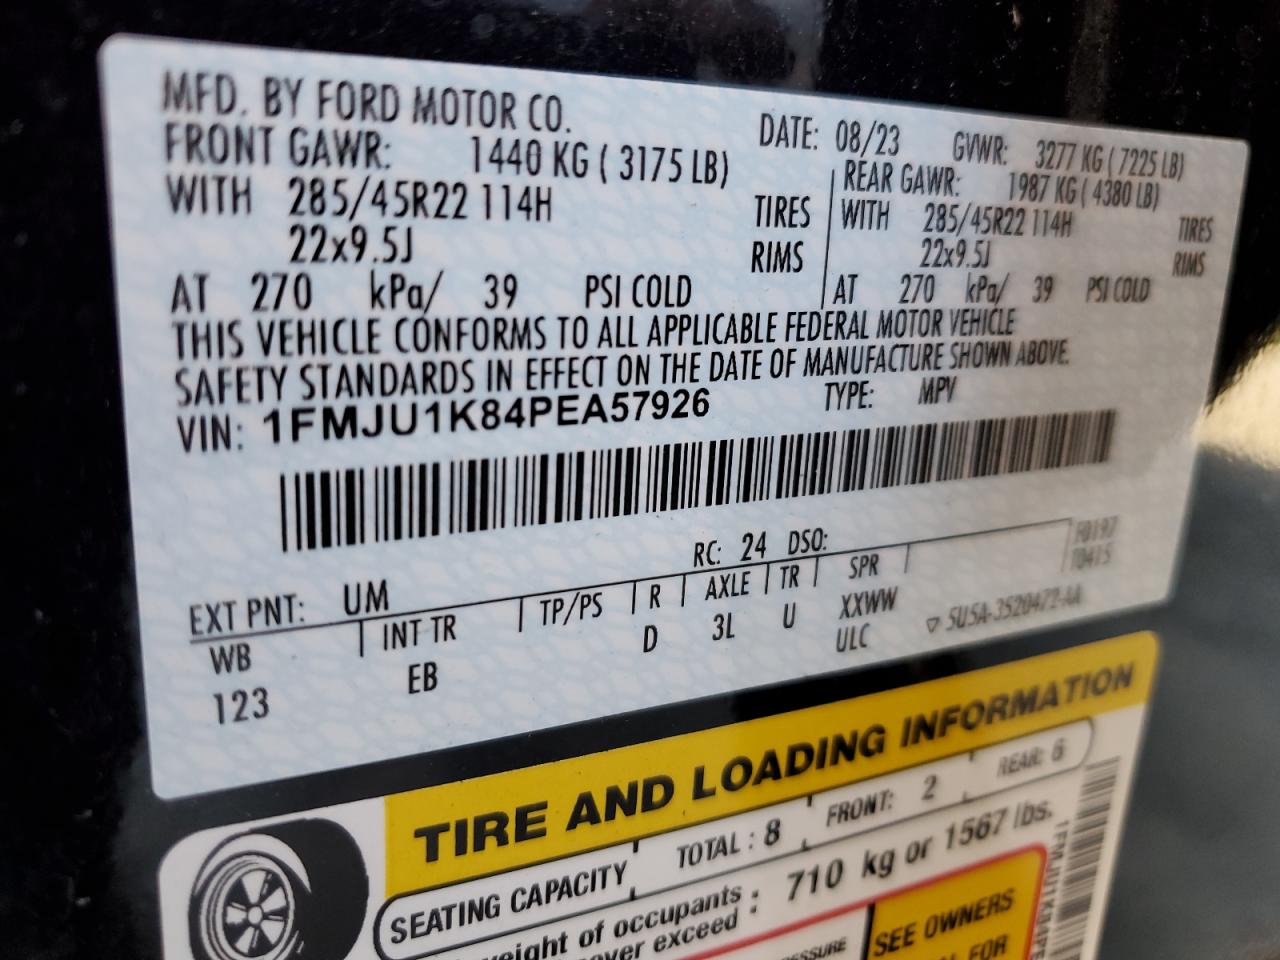 MFD. BY FORD MOTOR CO.
DATE: 08/23 GVWR: 3277 KG ( 7225 LB)
FRONT GAWR: 1440 KG ( 3175 LB)
REAR GAWR: 1987 KG ( 4380 LB)
WITH 285/45R22 114H TIRES
WITH 285/45R22 114H TIRES
22x9.5J RIMS
22x9.5J RIMS
AT 270 kPa/ 39 PSI COLD
AT 270 kPa/ 39 PSI COLD
THIS VEHICLE CONFORMS TO ALL APPLICABLE FEDERAL MOTOR VEHICLE
SAFETY STANDARDS IN EFFECT ON THE DATE OF MANUFACTURE SHOWN ABOVE.
VIN: 1FMJU1K84PEA57926 TYPE: MPV
F0197
T0415
EXT PNT: UM RC: 24 DSO:
WB INT TR TP/PS R AXLE TR SPR
123 EB D 3L U XXWW
ULC
▽ 5U5A-3520472-AA
TIRE AND LOADING INFORMATION
SEATING CAPACITY TOTAL : 8 FRONT: 2 REAR: 6
of occupants : 710 kg or 1567 lbs.
exceed
SEE OWNERS
FOR